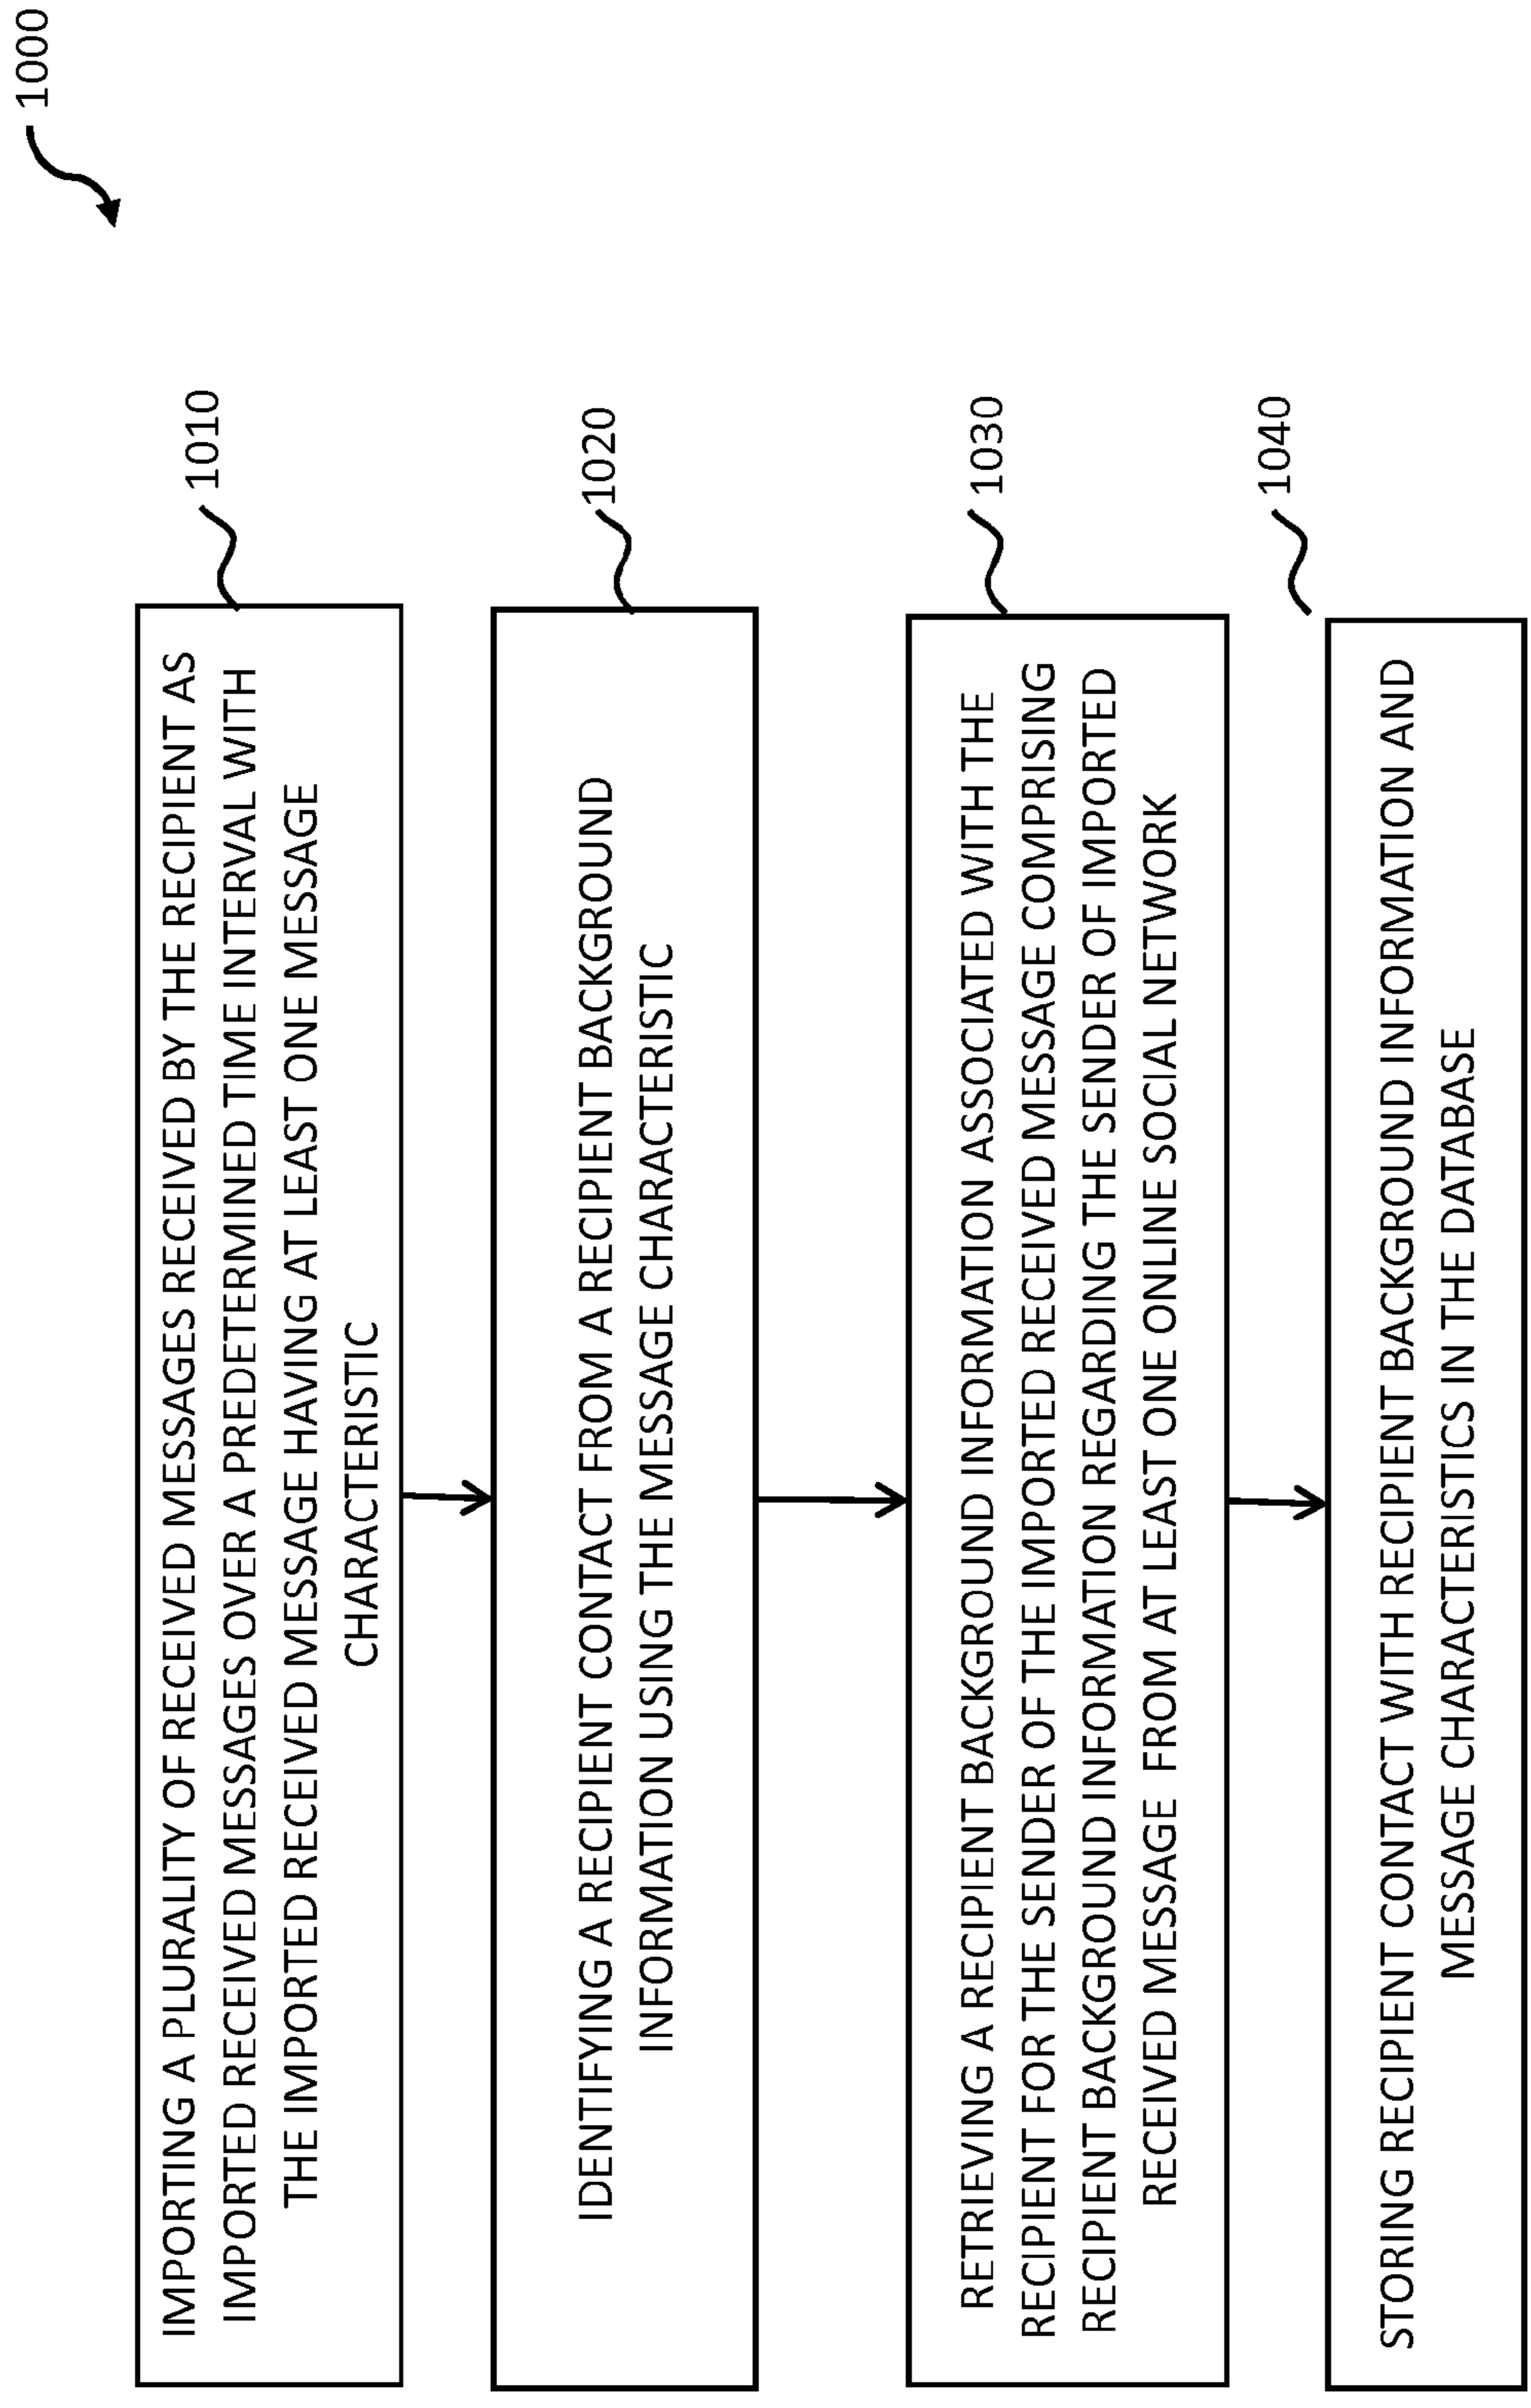 1000
IMPORTING A PLURALITY OF RECEIVED MESSAGES RECEIVED BY THE RECIPIENT AS
IMPORTED RECEIVED MESSAGES OVER A PREDETERMINED TIME INTERVAL WITH
THE IMPORTED RECEIVED MESSAGE HAVING AT LEAST ONE MESSAGE
CHARACTERISTIC
1010
IDENTIFYING A RECIPIENT CONTACT FROM A RECIPIENT BACKGROUND
INFORMATION USING THE MESSAGE CHARACTERISTIC
1020
RETRIEVING A RECIPIENT BACKGROUND INFORMATION ASSOCIATED WITH THE
RECIPIENT FOR THE SENDER OF THE IMPORTED RECEIVED MESSAGE COMPRISING
RECIPIENT BACKGROUND INFORMATION REGARDING THE SENDER OF IMPORTED
RECEIVED MESSAGE FROM AT LEAST ONE ONLINE SOCIAL NETWORK
1030
STORING RECIPIENT CONTACT WITH RECIPIENT BACKGROUND INFORMATION AND
MESSAGE CHARACTERISTICS IN THE DATABASE
1040